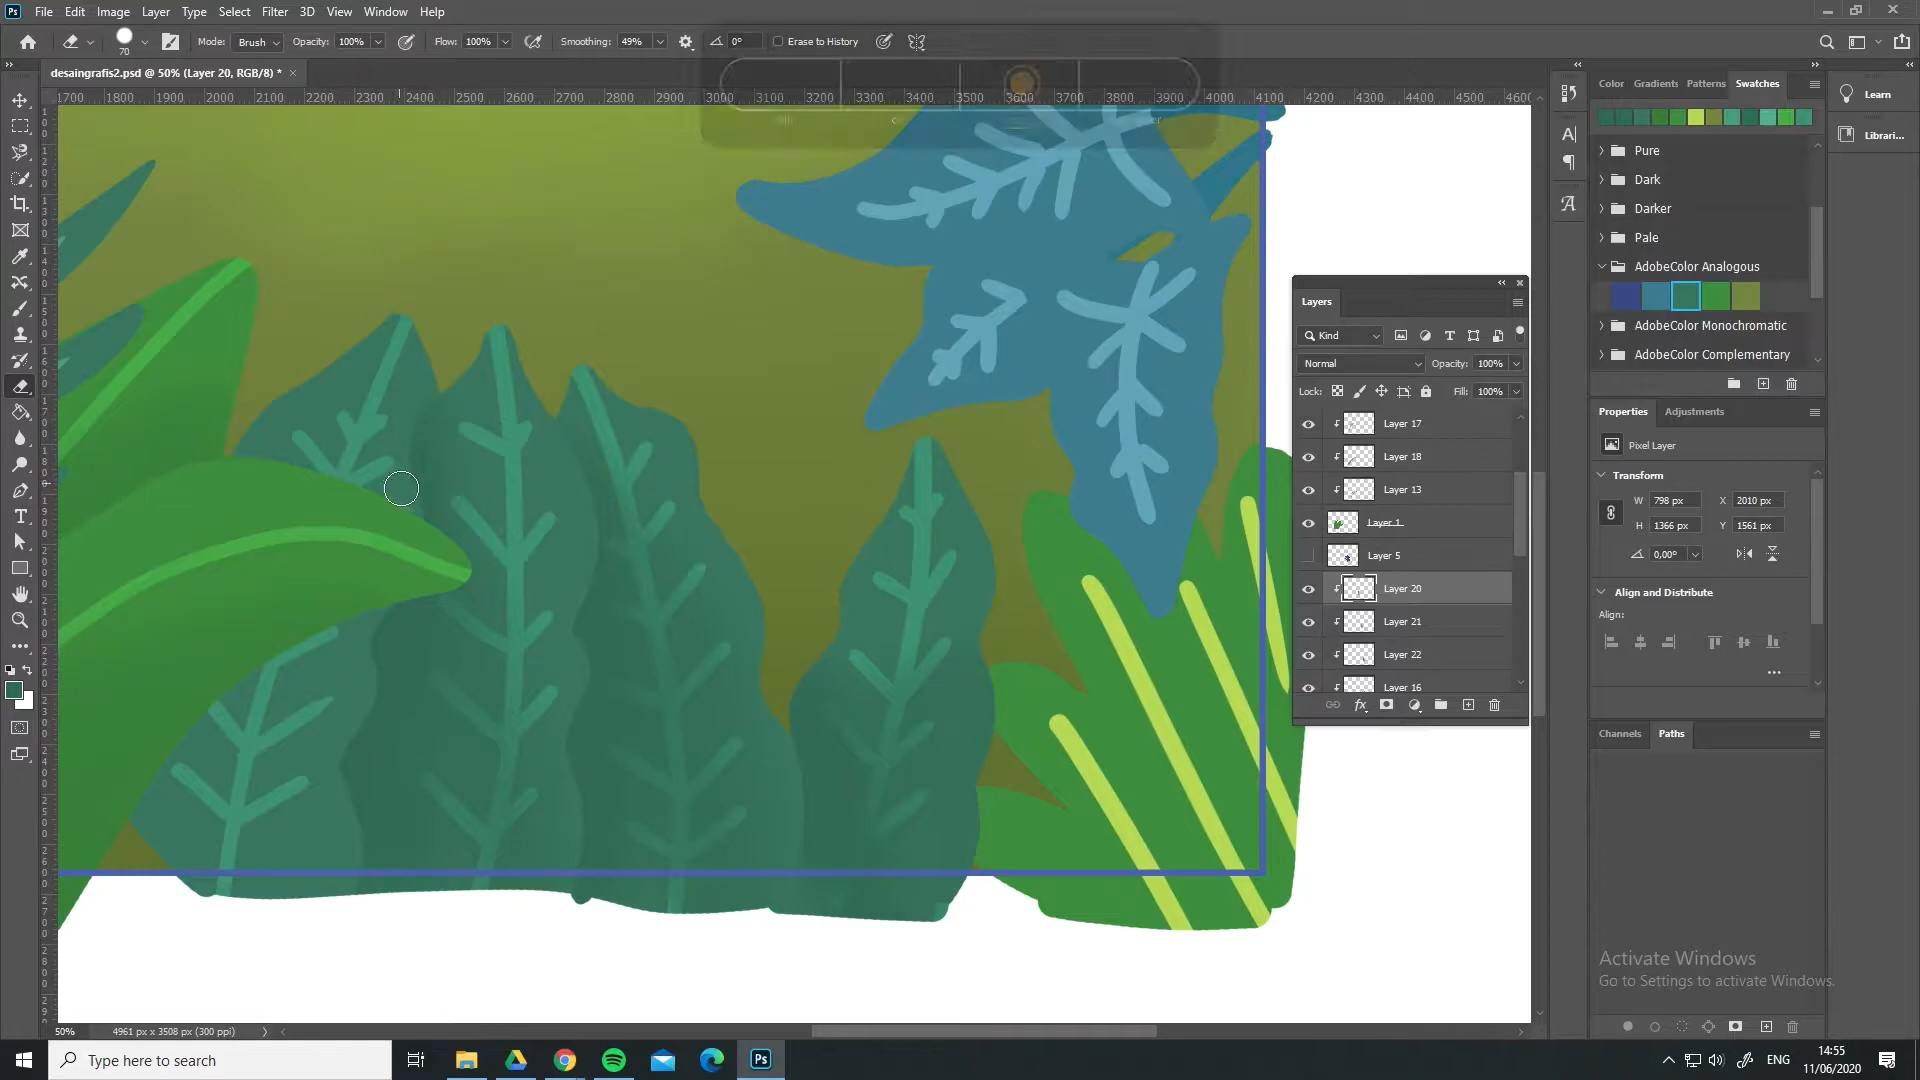 Ps File Edit Image Layer Type Select Filter 3D View Window Help
70 Mode: Brush Opacity: 100% Flow: 100% Smoothing: 49% 0° Erase to History
desaingrafis2.psd @ 50% (Layer 20, RGB/8) *
1700 1800 1900 2000 2100 2200 2300 2400 2500 2600 2700 2800 2900 3000 3100 3200 3300 3400 3500 3600 3700 3800 3900 4000 4100 4200 4300 4400 4500 4600
Color Gradients Patterns Swatches
Learn
Librari...
Pure
Dark
Darker
Pale
AdobeColor Analogous
AdobeColor Monochromatic
AdobeColor Complementary
Layers
Kind
Normal Opacity: 100%
Lock: Fill: 100%
Layer 17
Layer 18
Layer 13
Layer 1
Layer 5
Layer 20
Layer 21
Layer 22
Layer 16
fx
Properties Adjustments
Pixel Layer
Transform
W 798 px X 2010 px
H 1366 px Y 1561 px
0,00°
Align and Distribute
Align:
Channels Paths
Activate Windows
Go to Settings to activate Windows.
50% 4961 px x 3508 px (300 ppi)
Type here to search
Ps
ENG
14:55
11/06/2020